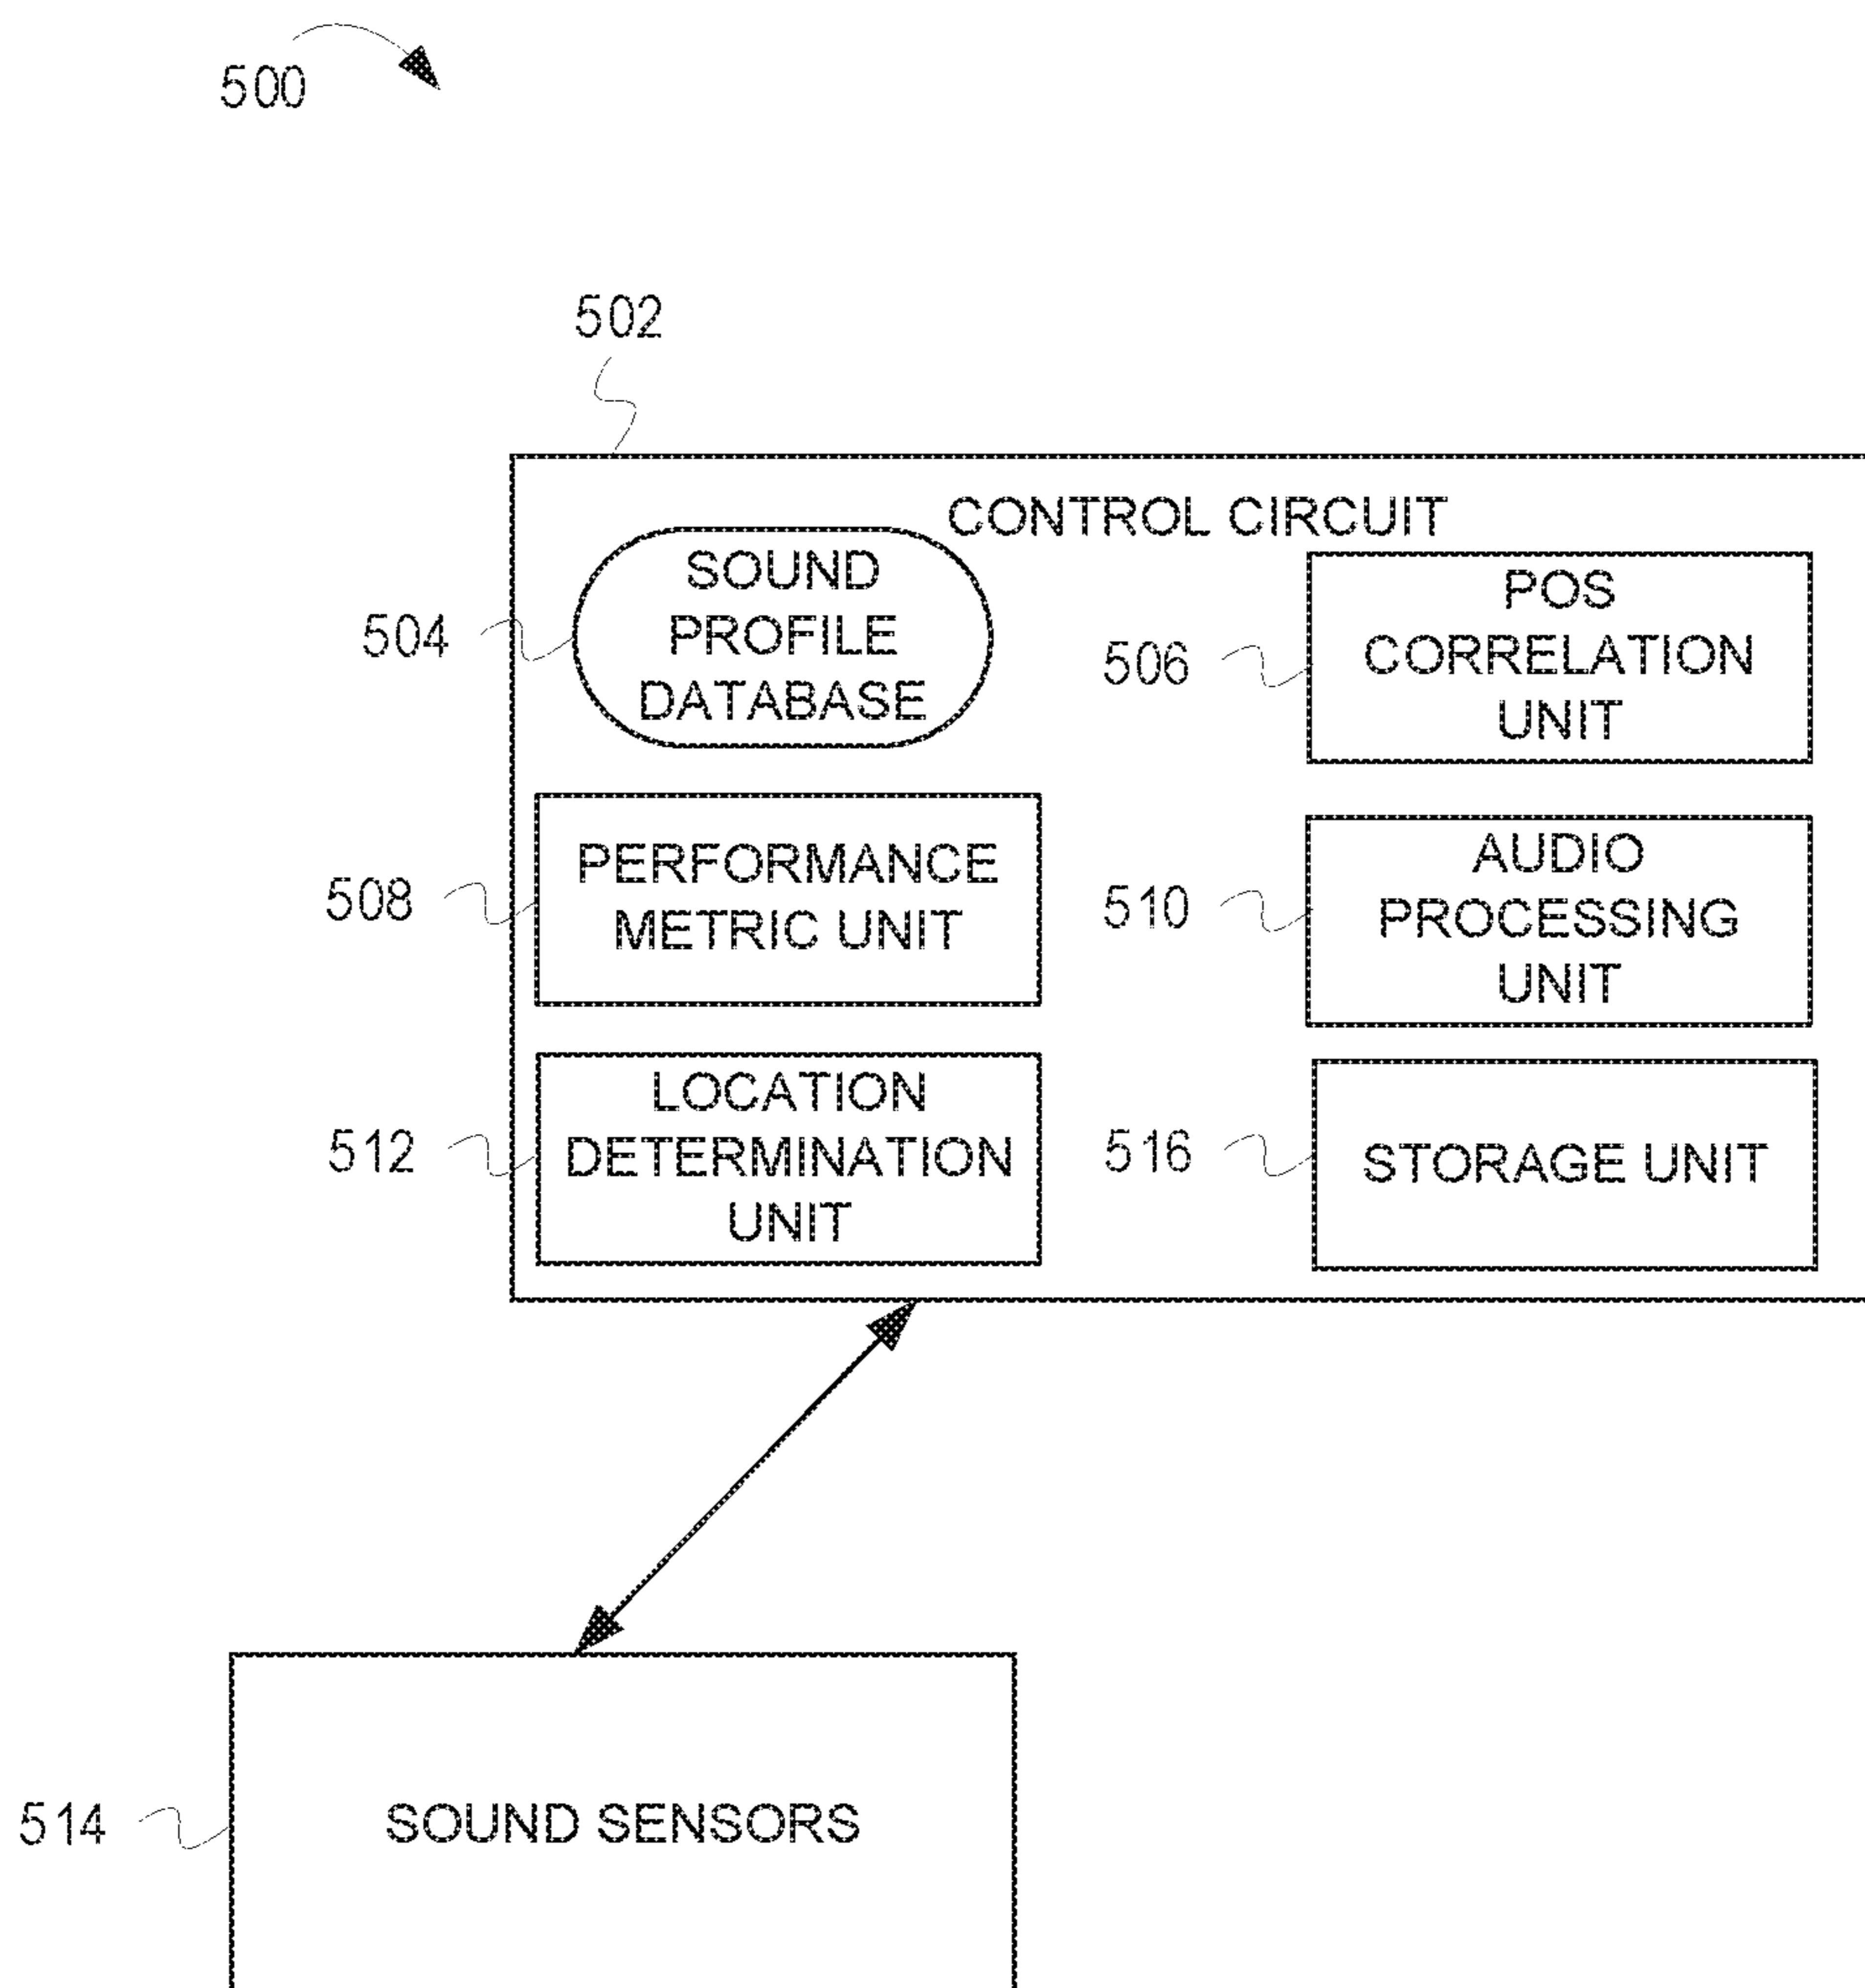 500
502
CONTROL CIRCUIT
504
SOUND
PROFILE
DATABASE
506
POS
CORRELATION
UNIT
508
PERFORMANCE
METRIC UNIT
510
AUDIO
PROCESSING
UNIT
512
LOCATION
DETERMINATION
UNIT
516
STORAGE UNIT
514
SOUND SENSORS